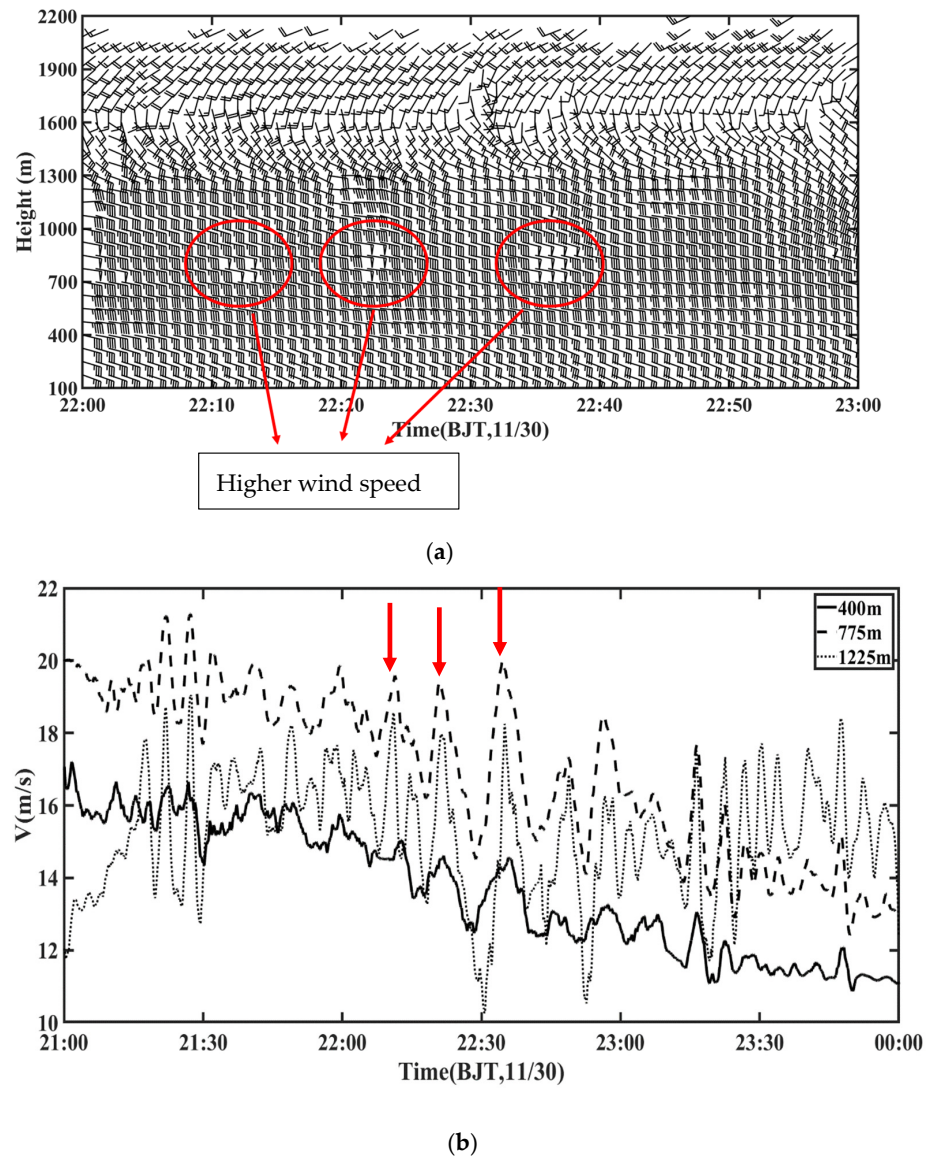 2200
1900
1600
1300
1000
700
400
100
Height (m)
22:00 22:10 22:20 22:30 22:40 22:50 23:00
Time(BJT,11/30)
Higher wind speed
(a)
22
20
18
16
14
12
10
V(m/s)
400m
775m
1225m
21:00 21:30 22:00 22:30 23:00 23:30 00:00
Time(BJT,11/30)
(b)